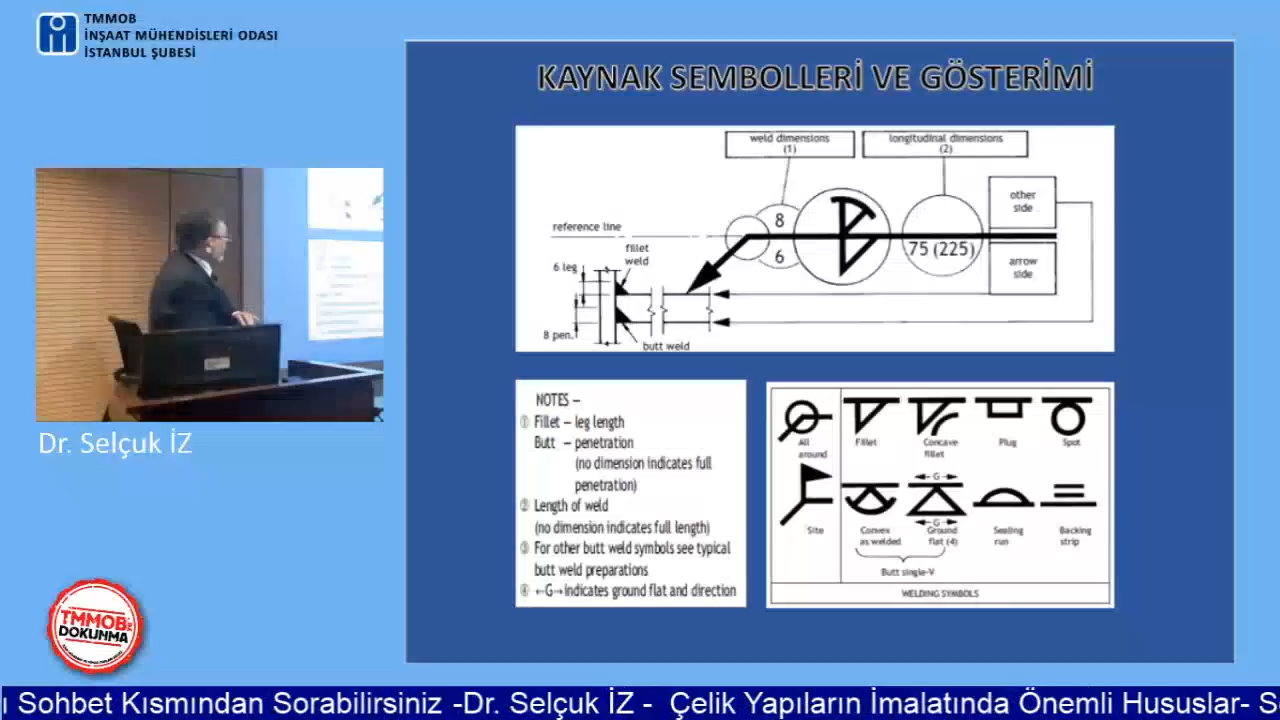 TMMOB
İNŞAAT MÜHENDİSLERİ ODASI
İSTANBUL ŞUBESİ
KAYNAK SEMBOLLERİ VE GÖSTERİMİ
weld dimensions
(1)
longitudinal dimensions
(2)
other
side
reference line
8
fillet
weld
6
75 (225)
arrow
side
6 leg
8 pen.
butt weld
Dr. Selçuk İZ
NOTES –
① Fillet – leg length
Butt – penetration
(no dimension indicates full
penetration)
② Length of weld
(no dimension indicates full length)
③ For other butt weld symbols see typical
butt weld preparations
④ ←G→ indicates ground flat and direction
All
around
Fillet
Concave
fillet
Plug
Spot
G
G
Site
Convex
as welded
Ground
flat (4)
Sealing
run
Backing
strip
Butt single-V
WELDING SYMBOLS
TMMOB'ye
DOKUNMA
ı Sohbet Kısmından Sorabilirsiniz -Dr. Selçuk İZ - Çelik Yapıların İmalatında Önemli Hususlar- S